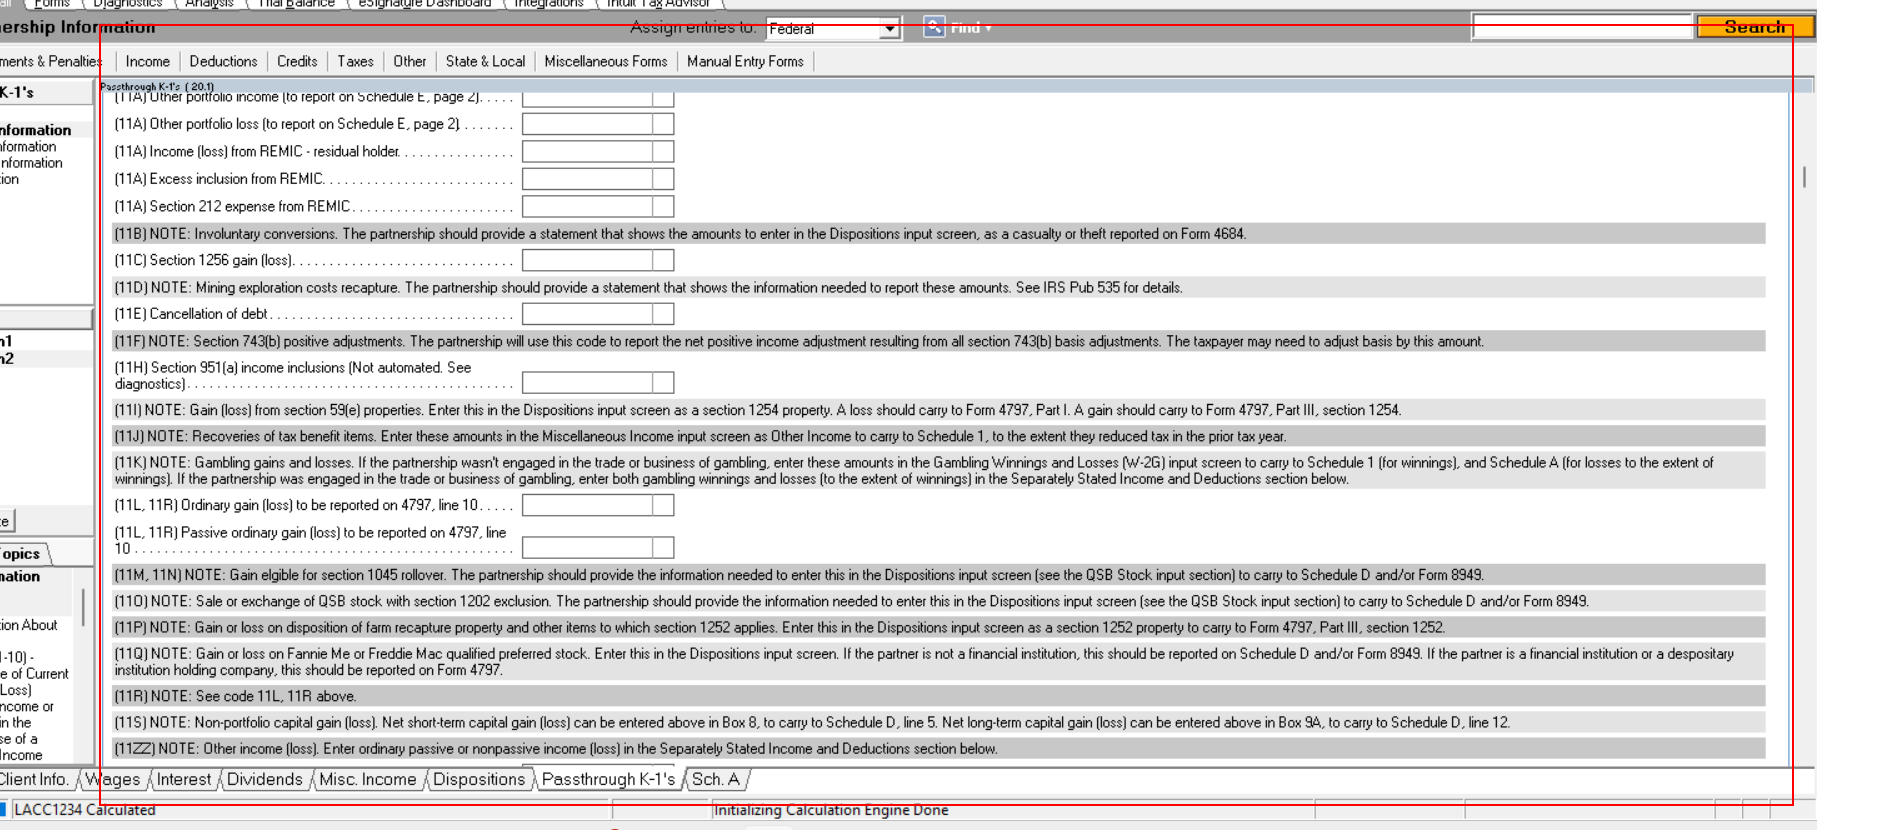 Forms Diagnostics Analysis Trial Balance eSignature Dashboard Integrations Intuit Tax Advisor
nership Information Assign entries to: Federal Find Search
ments & Penaltie Income Deductions Credits Taxes Other State & Local Miscellaneous Forms Manual Entry Forms
K-1's
Passthrough K-1's (20.1)
nformation
nformation
nformation
ion
n1
n2
te
Topics
mation
ion About
1-10) -
e of Current
Loss)
ncome or
in the
se of a
Income
(11A) Other portfolio income (to report on Schedule E, page 2). . . . .
(11A) Other portfolio loss (to report on Schedule E, page 2). . . . . . .
(11A) Income (loss) from REMIC - residual holder. . . . . . . . . . . . . . . .
(11A) Excess inclusion from REMIC. . . . . . . . . . . . . . . . . . . . . . . . . .
(11A) Section 212 expense from REMIC. . . . . . . . . . . . . . . . . . . . . .
(11B) NOTE: Involuntary conversions. The partnership should provide a statement that shows the amounts to enter in the Dispositions input screen, as a casualty or theft reported on Form 4684.
(11C) Section 1256 gain (loss). . . . . . . . . . . . . . . . . . . . . . . . . . . . . .
(11D) NOTE: Mining exploration costs recapture. The partnership should provide a statement that shows the information needed to report these amounts. See IRS Pub 535 for details.
(11E) Cancellation of debt. . . . . . . . . . . . . . . . . . . . . . . . . . . . . . . . .
(11F) NOTE: Section 743(b) positive adjustments. The partnership will use this code to report the net positive income adjustment resulting from all section 743(b) basis adjustments. The taxpayer may need to adjust basis by this amount.
(11H) Section 951(a) income inclusions (Not automated. See
diagnostics). . . . . . . . . . . . . . . . . . . . . . . . . . . . . . . . . . . . . . . . . . . .
(11I) NOTE: Gain (loss) from section 59(e) properties. Enter this in the Dispositions input screen as a section 1254 property. A loss should carry to Form 4797, Part I. A gain should carry to Form 4797, Part III, section 1254.
(11J) NOTE: Recoveries of tax benefit items. Enter these amounts in the Miscellaneous Income input screen as Other Income to carry to Schedule 1, to the extent they reduced tax in the prior tax year.
(11K) NOTE: Gambling gains and losses. If the partnership wasn't engaged in the trade or business of gambling, enter these amounts in the Gambling Winnings and Losses (W-2G) input screen to carry to Schedule 1 (for winnings), and Schedule A (for losses to the extent of
winnings). If the partnership was engaged in the trade or business of gambling, enter both gambling winnings and losses (to the extent of winnings) in the Separately Stated Income and Deductions section below.
(11L, 11R) Ordinary gain (loss) to be reported on 4797, line 10. . . . .
(11L, 11R) Passive ordinary gain (loss) to be reported on 4797, line
10 . . . . . . . . . . . . . . . . . . . . . . . . . . . . . . . . . . . . . . . . . . . . . . . . . . .
(11M, 11N) NOTE: Gain elgible for section 1045 rollover. The partnership should provide the information needed to enter this in the Dispositions input screen (see the QSB Stock input section) to carry to Schedule D and/or Form 8949.
(11O) NOTE: Sale or exchange of QSB stock with section 1202 exclusion. The partnership should provide the information needed to enter this in the Dispositions input screen (see the QSB Stock input section) to carry to Schedule D and/or Form 8949.
(11P) NOTE: Gain or loss on disposition of farm recapture property and other items to which section 1252 applies. Enter this in the Dispositions input screen as a section 1252 property to carry to Form 4797, Part III, section 1252.
(11Q) NOTE: Gain or loss on Fannie Me or Freddie Mac qualified preferred stock. Enter this in the Dispositions input screen. If the partner is not a financial institution, this should be reported on Schedule D and/or Form 8949. If the partner is a financial institution or a despositary
institution holding company, this should be reported on Form 4797.
(11R) NOTE: See code 11L, 11R above.
(11S) NOTE: Non-portfolio capital gain (loss). Net short-term capital gain (loss) can be entered above in Box 8, to carry to Schedule D, line 5. Net long-term capital gain (loss) can be entered above in Box 9A, to carry to Schedule D, line 12.
(11ZZ) NOTE: Other income (loss). Enter ordinary passive or nonpassive income (loss) in the Separately Stated Income and Deductions section below.
Client Info. Wages Interest Dividends Misc. Income Dispositions Passthrough K-1's Sch. A
LACC1234 Calculated Initializing Calculation Engine Done